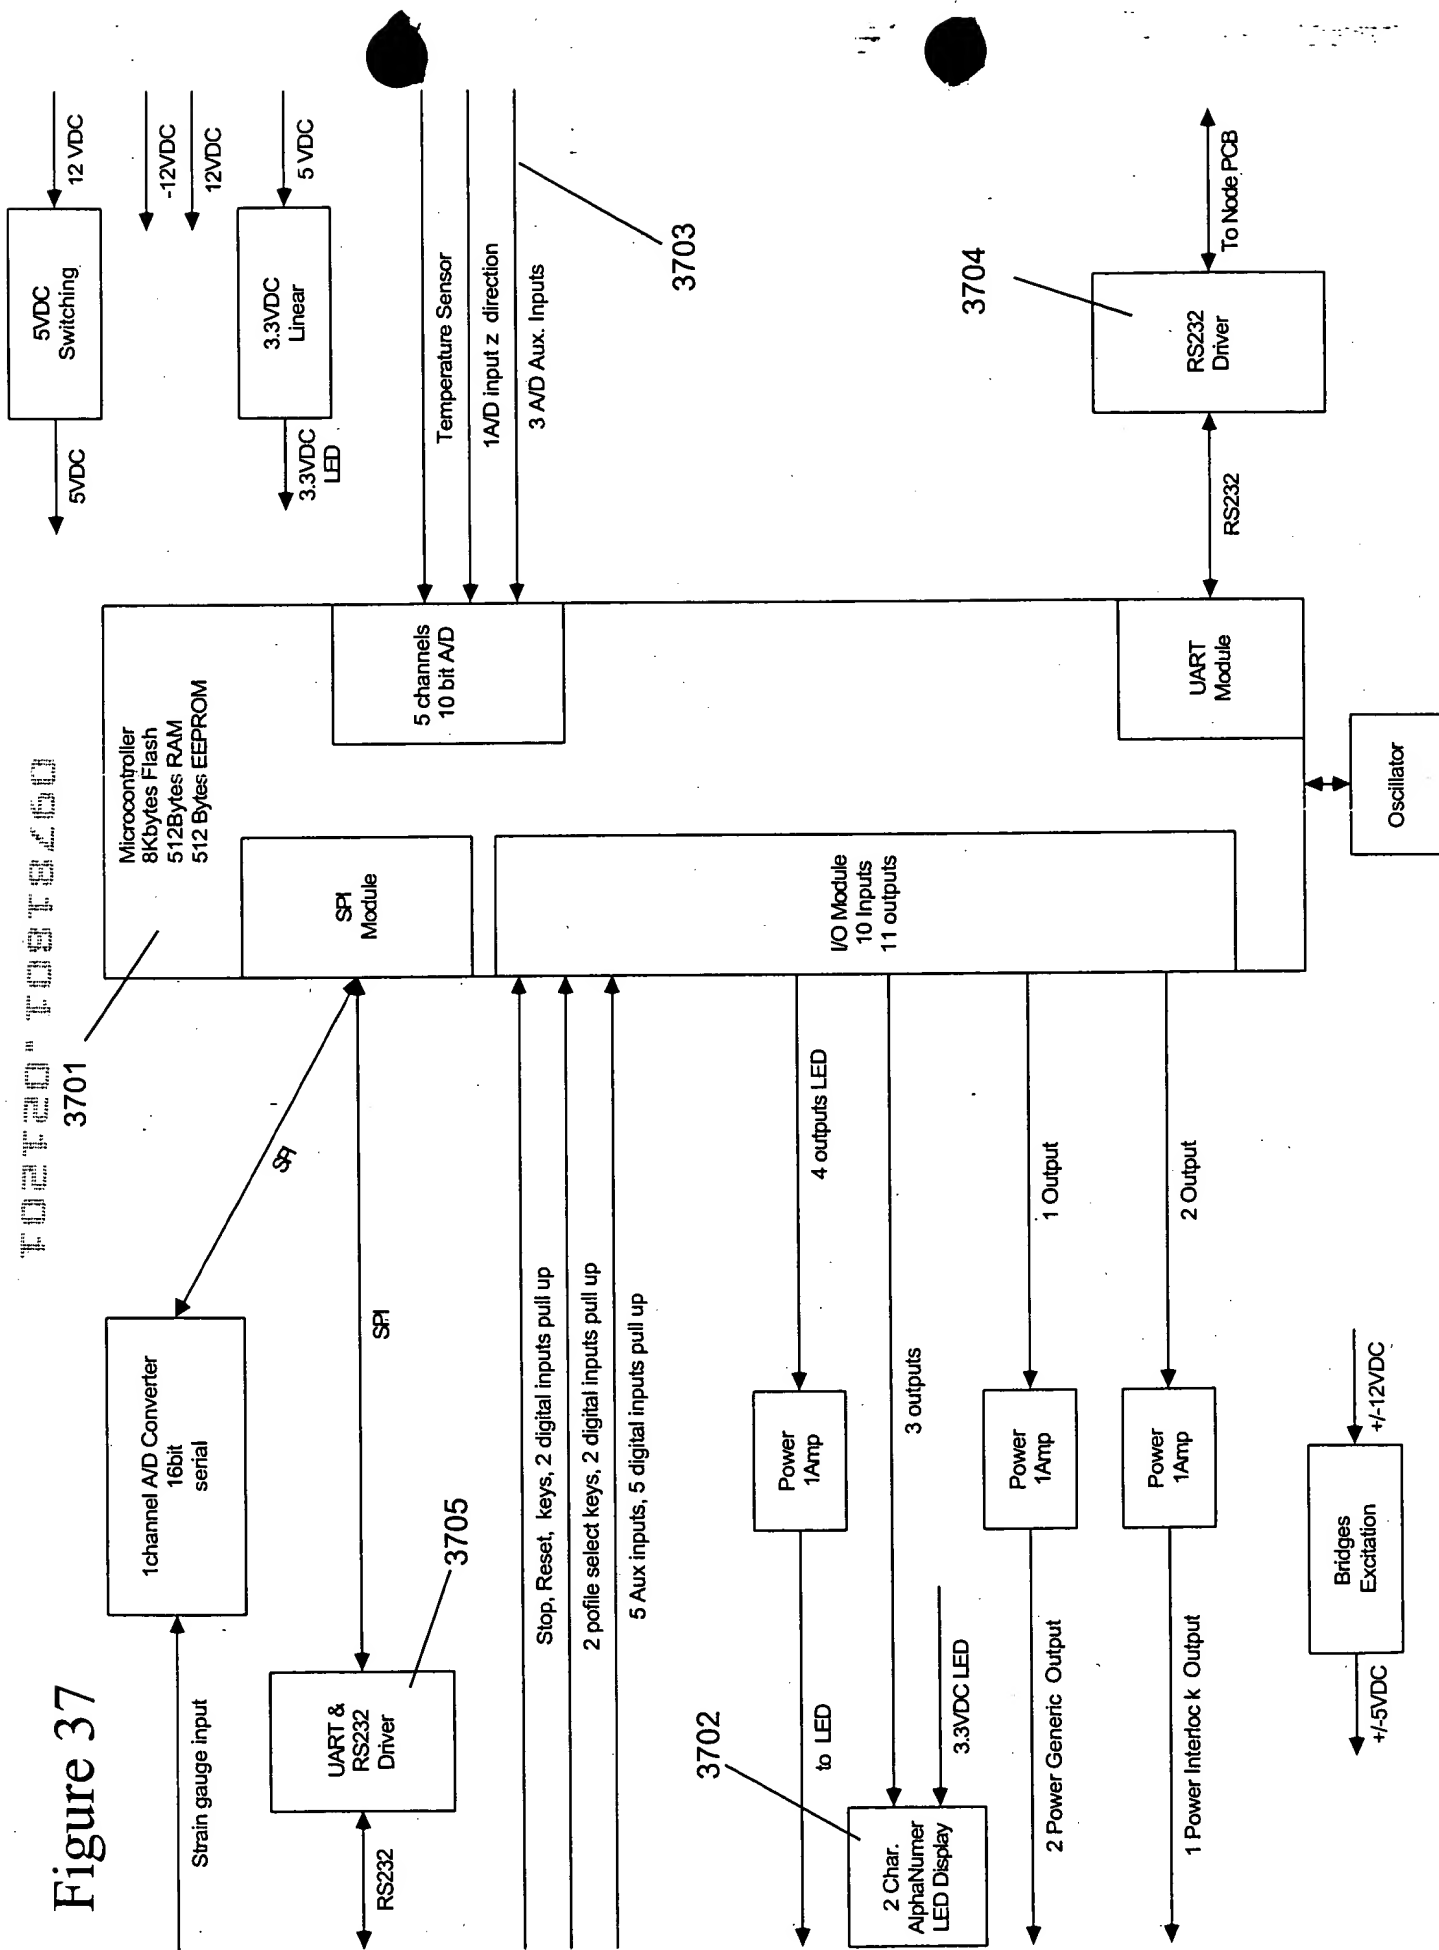 Figure 37
Strain gauge input
1channel A/D Converter
16bit
serial
SPI
3701
Microcontroller
8Kbytes Flash
512Bytes RAM
512 Bytes EEPROM
5VDC
5VDC
Switching
12 VDC
-12VDC
12VDC
3.3VDC
LED
3.3VDC
Linear
5 VDC
RS232
UART &
RS232
Driver
3705
SPI
SPI
Module
5 channels
10 bit A/D
Temperature Sensor
1A/D input z direction
3 A/D Aux. Inputs
3703
Stop, Reset, keys, 2 digital inputs pull up
2 pofile select keys, 2 digital inputs pull up
5 Aux inputs, 5 digital inputs pull up
3702
to LED
Power
1Amp
4 outputs LED
I/O Module
10 Inputs
11 outputs
2 Char.
AlphaNumer
LED Display
3.3VDC LED
3 outputs
2 Power Generic Output
Power
1Amp
1 Output
1 Power Interloc k Output
Power
1Amp
2 Output
UART
Module
RS232
3704
RS232
Driver
To Node PCB
+/-5VDC
Bridges
Excitation
+/-12VDC
Oscillator